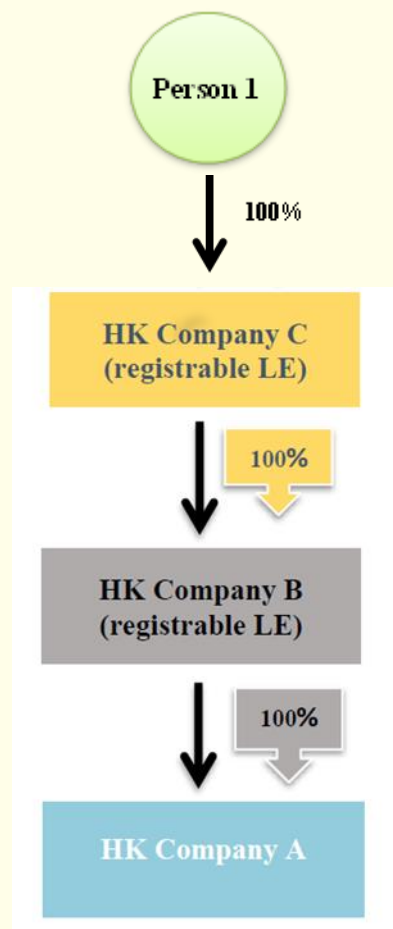 Person 1
100%
HK Company C
(registrable LE)
100%
HK Company B
(registrable LE)
100%
HK Company A